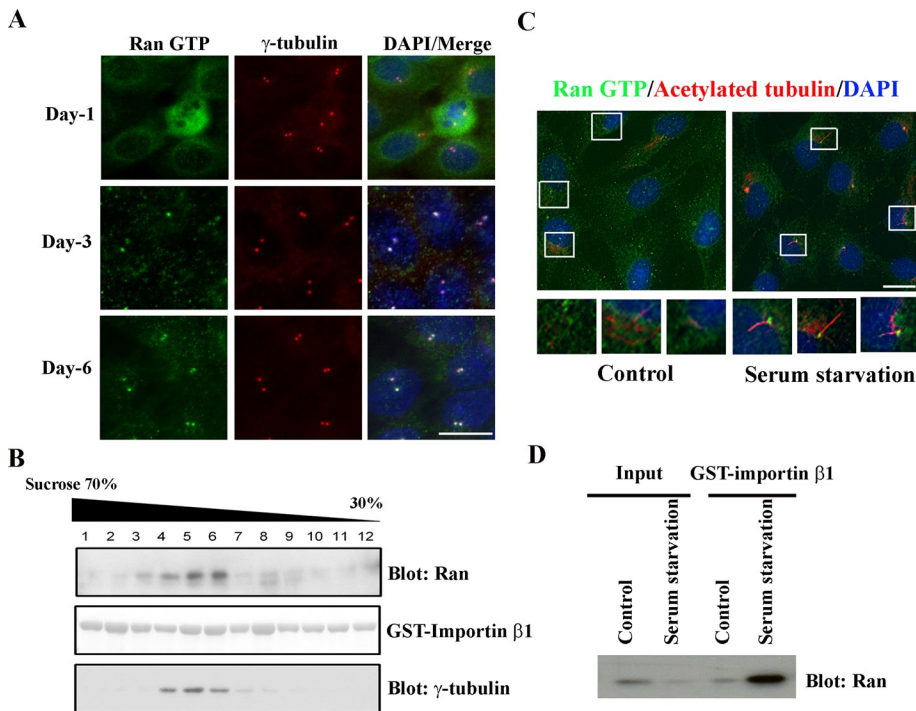 A
Ran GTP γ-tubulin DAPI/Merge
Day-1
Day-3
Day-6
B
Sucrose 70% 30%
1 2 3 4 5 6 7 8 9 10 11 12
Blot: Ran
GST-Importin β1
Blot: γ-tubulin
C
Ran GTP/Acetylated tubulin/DAPI
Control Serum starvation
D
Input GST-importin β1
Control Serum starvation Control Serum starvation
Blot: Ran